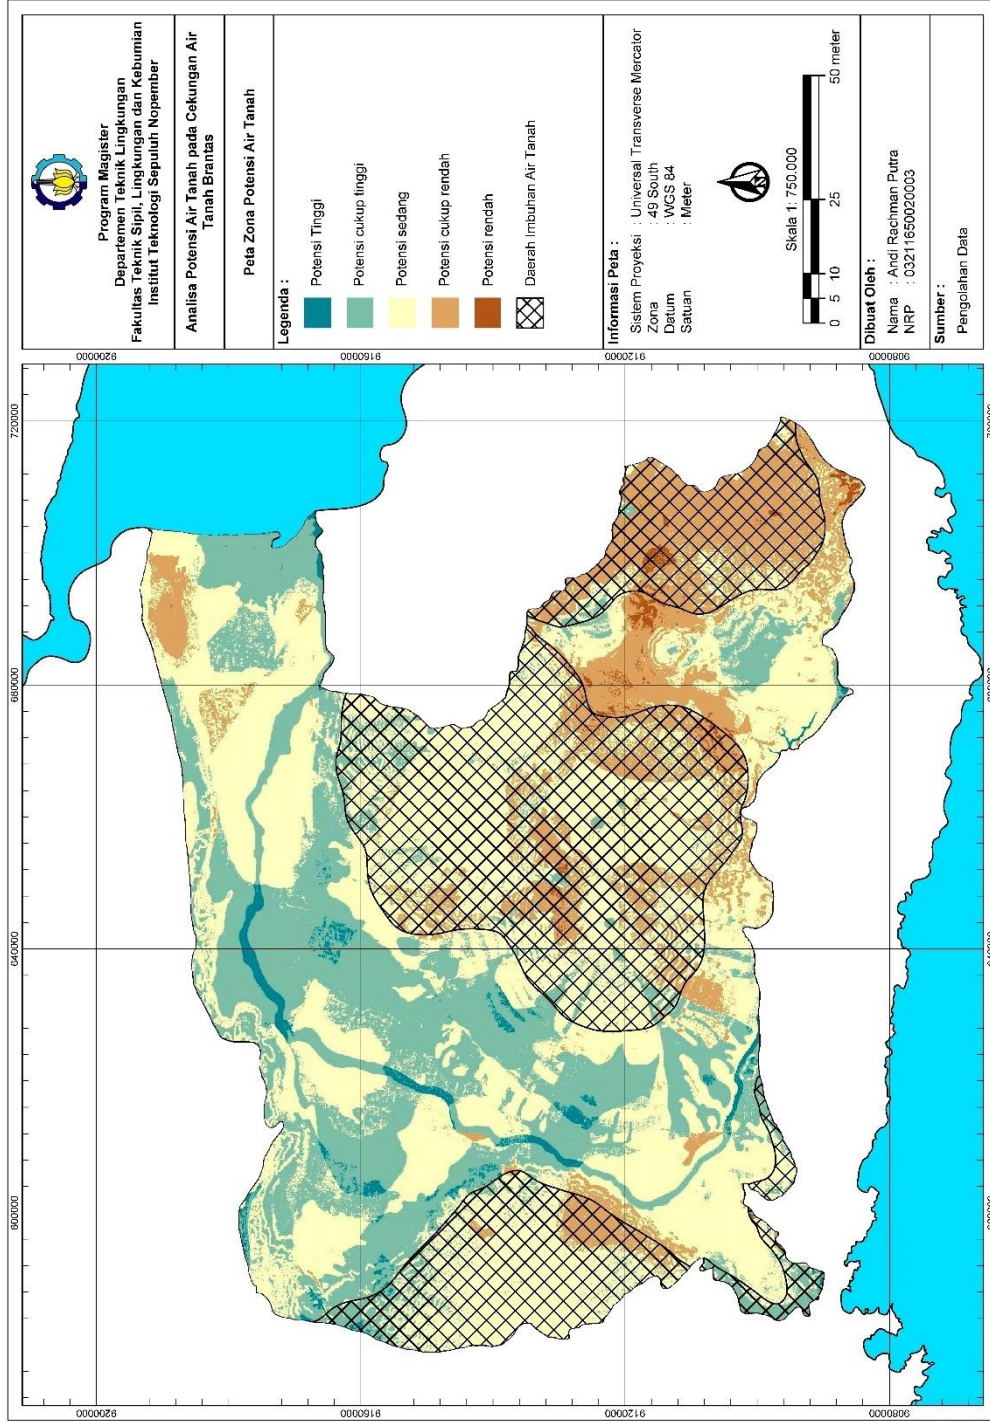 Program Magister
Departemen Teknik Lingkungan
Fakultas Teknik Sipil, Lingkungan dan Kebumian
Institut Teknologi Sepuluh Nopember
Analisa Potensi Air Tanah pada Cekungan Air
Tanah Brantas
Peta Zona Potensi Air Tanah
Legenda :
Potensi Tinggi
Potensi cukup tinggi
Potensi sedang
Potensi cukup rendah
Potensi rendah
Daerah Imbuhan Air Tanah
Informasi Peta :
Sistem Proyeksi : Universal Transverse Mercator
Zona : 49 South
Datum : WGS 84
Satuan : Meter
Skala 1: 750.000
0 5 10 25 50 meter
Dibuat Oleh :
Nama : Andi Rachman Putra
NRP : 03211650020003
Sumber :
Pengolahan Data
600000 640000 680000 720000
9200000 9200000
9160000 9160000
9120000 9120000
9080000 9080000